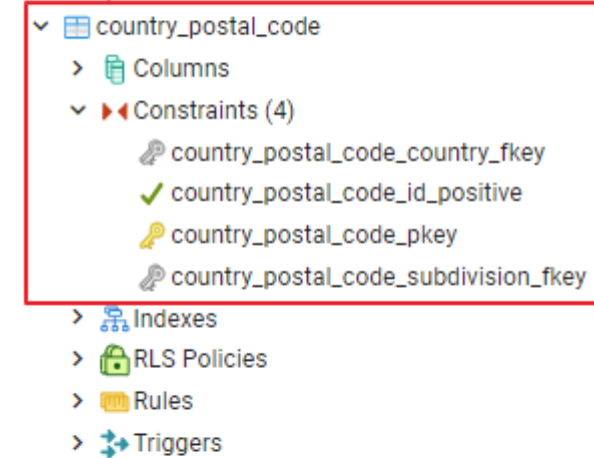 country_postal_code
Columns
Constraints (4)
country_postal_code_country_fkey
country_postal_code_id_positive
country_postal_code_pkey
country_postal_code_subdivision_fkey
Indexes
RLS Policies
Rules
Triggers